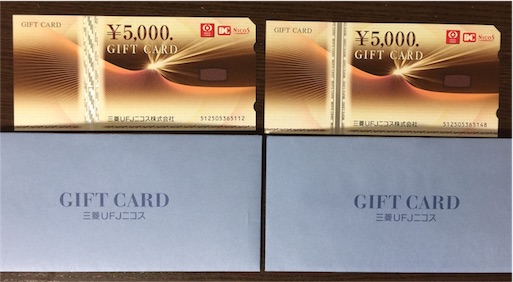 GIFT CARD
¥5,000.
GIFT CARD
DC
NICOS
三菱UFJニコス株式会社
512505365112
GIFT CARD
三菱UFJニコス
GIFT CARD
¥5,000.
GIFT CARD
DC
NICOS
三菱UFJニコス株式会社
512505365148
GIFT CARD
三菱UFJニコス